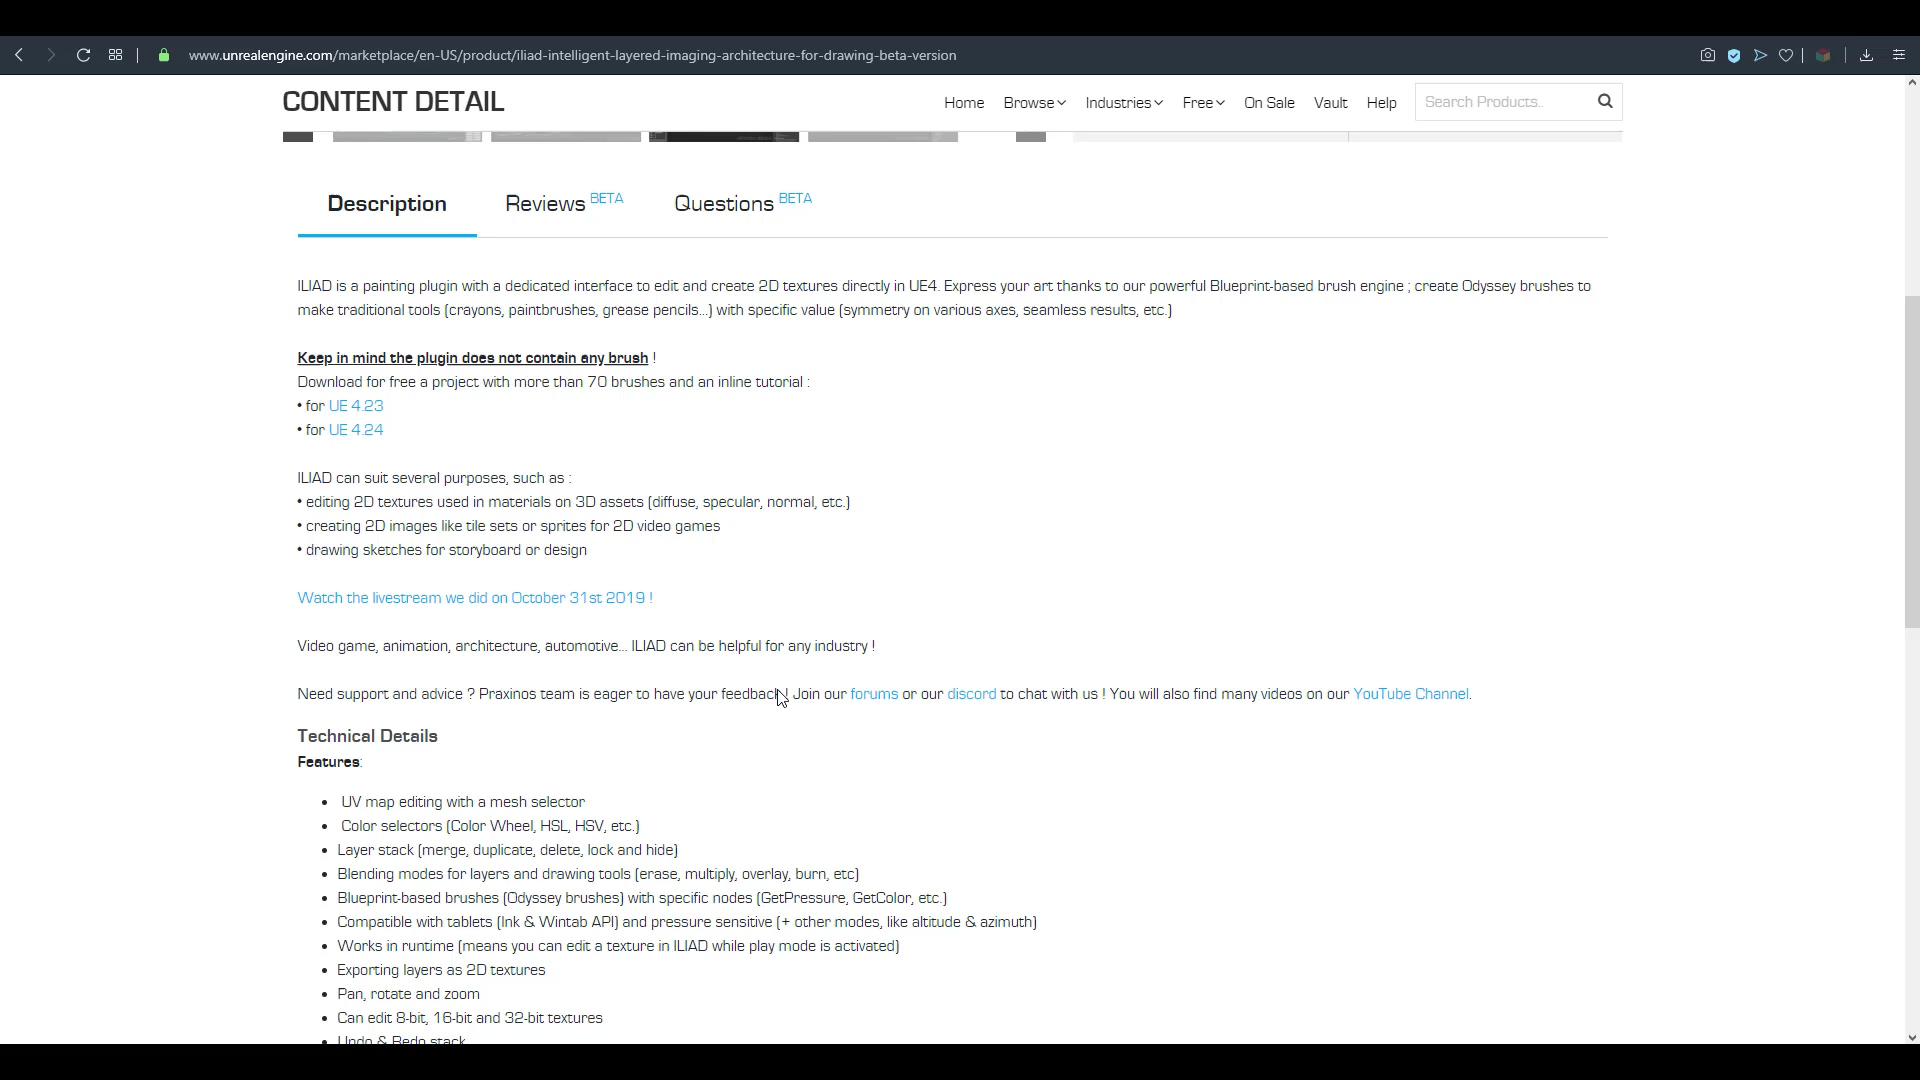 www.unrealengine.com/marketplace/en-US/product/iliad-intelligent-layered-imaging-architecture-for-drawing-beta-version
CONTENT DETAIL
Home Browse Industries Free On Sale Vault Help Search Products..
Description Reviews BETA Questions BETA
ILIAD is a painting plugin with a dedicated interface to edit and create 2D textures directly in UE4. Express your art thanks to our powerful Blueprint-based brush engine ; create Odyssey brushes to
make traditional tools (crayons, paintbrushes, grease pencils...) with specific value (symmetry on various axes, seamless results, etc.)
Keep in mind the plugin does not contain any brush !
Download for free a project with more than 70 brushes and an inline tutorial :
• for UE 4.23
• for UE 4.24
ILIAD can suit several purposes, such as :
• editing 2D textures used in materials on 3D assets (diffuse, specular, normal, etc.)
• creating 2D images like tile sets or sprites for 2D video games
• drawing sketches for storyboard or design
Watch the livestream we did on October 31st 2019 !
Video game, animation, architecture, automotive... ILIAD can be helpful for any industry !
Need support and advice ? Praxinos team is eager to have your feedback ! Join our forums or our discord to chat with us ! You will also find many videos on our YouTube Channel.
Technical Details
Features:
• UV map editing with a mesh selector
• Color selectors (Color Wheel, HSL, HSV, etc.)
• Layer stack (merge, duplicate, delete, lock and hide)
• Blending modes for layers and drawing tools (erase, multiply, overlay, burn, etc)
• Blueprint-based brushes (Odyssey brushes) with specific nodes (GetPressure, GetColor, etc.)
• Compatible with tablets (Ink & Wintab API) and pressure sensitive (+ other modes, like altitude & azimuth)
• Works in runtime (means you can edit a texture in ILIAD while play mode is activated)
• Exporting layers as 2D textures
• Pan, rotate and zoom
• Can edit 8-bit, 16-bit and 32-bit textures
• Undo & Redo stack